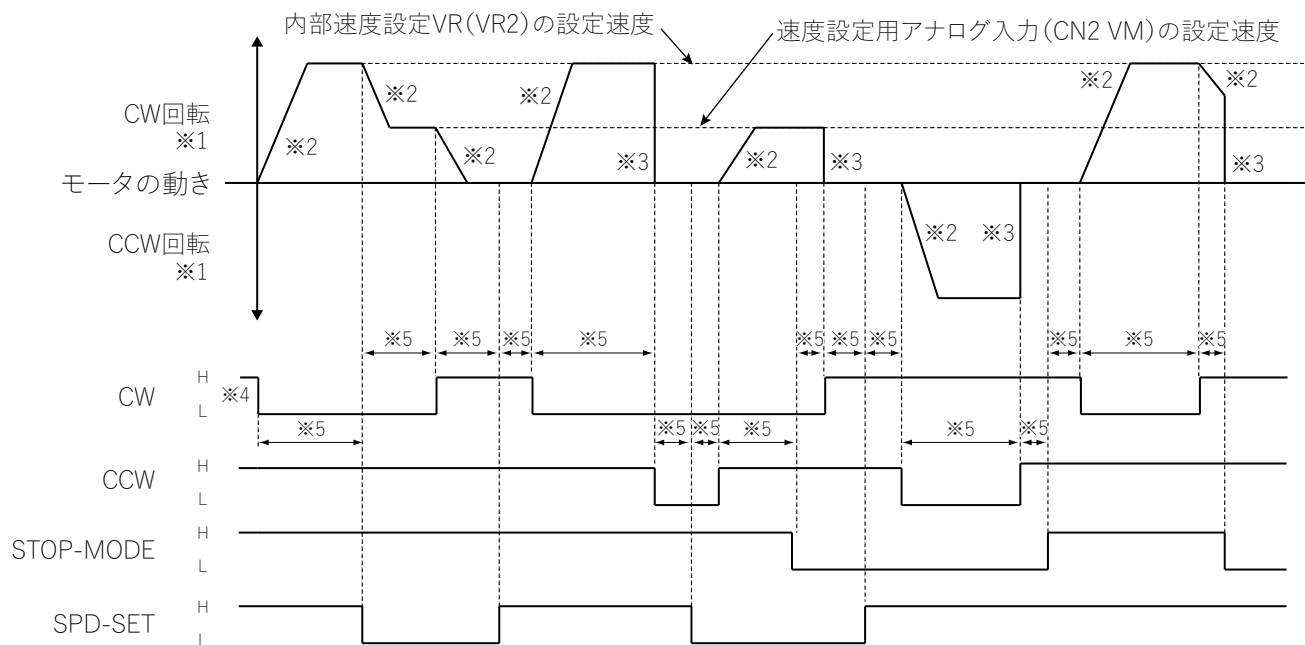 内部速度設定VR(VR2)の設定速度
速度設定用アナログ入力(CN2 VM)の設定速度
※2 ※2 ※2 ※2
CW回転
※1
※2 ※2 ※3 ※2 ※3 ※3
モータの動き
CCW回転
※1
※2 ※3
※5 ※5 ※5 ※5 ※5 ※5 ※5 ※5 ※5 ※5
CW
H
L
※4
※5 ※5 ※5 ※5 ※5 ※5
CCW
H
L
STOP-MODE
H
L
SPD-SET
H
L